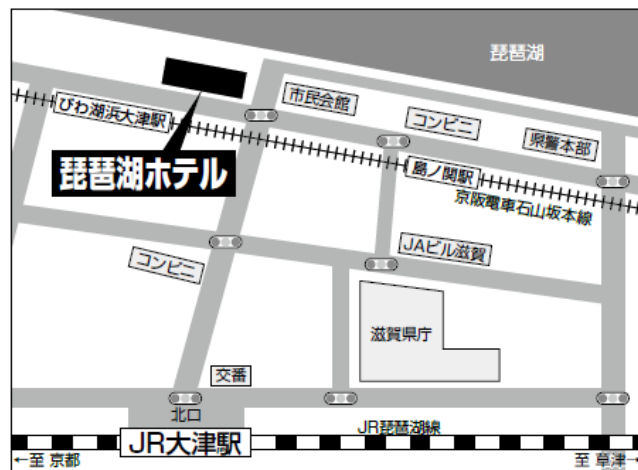 琵琶湖
市民会館
コンビニ
県警本部
びわ湖浜大津駅
島ノ関駅
琵琶湖ホテル
京阪電車石山坂本線
コンビニ
JAビル滋賀
滋賀県庁
交番
北口
JR大津駅
JR琵琶湖線
←至 京都
至 草津→